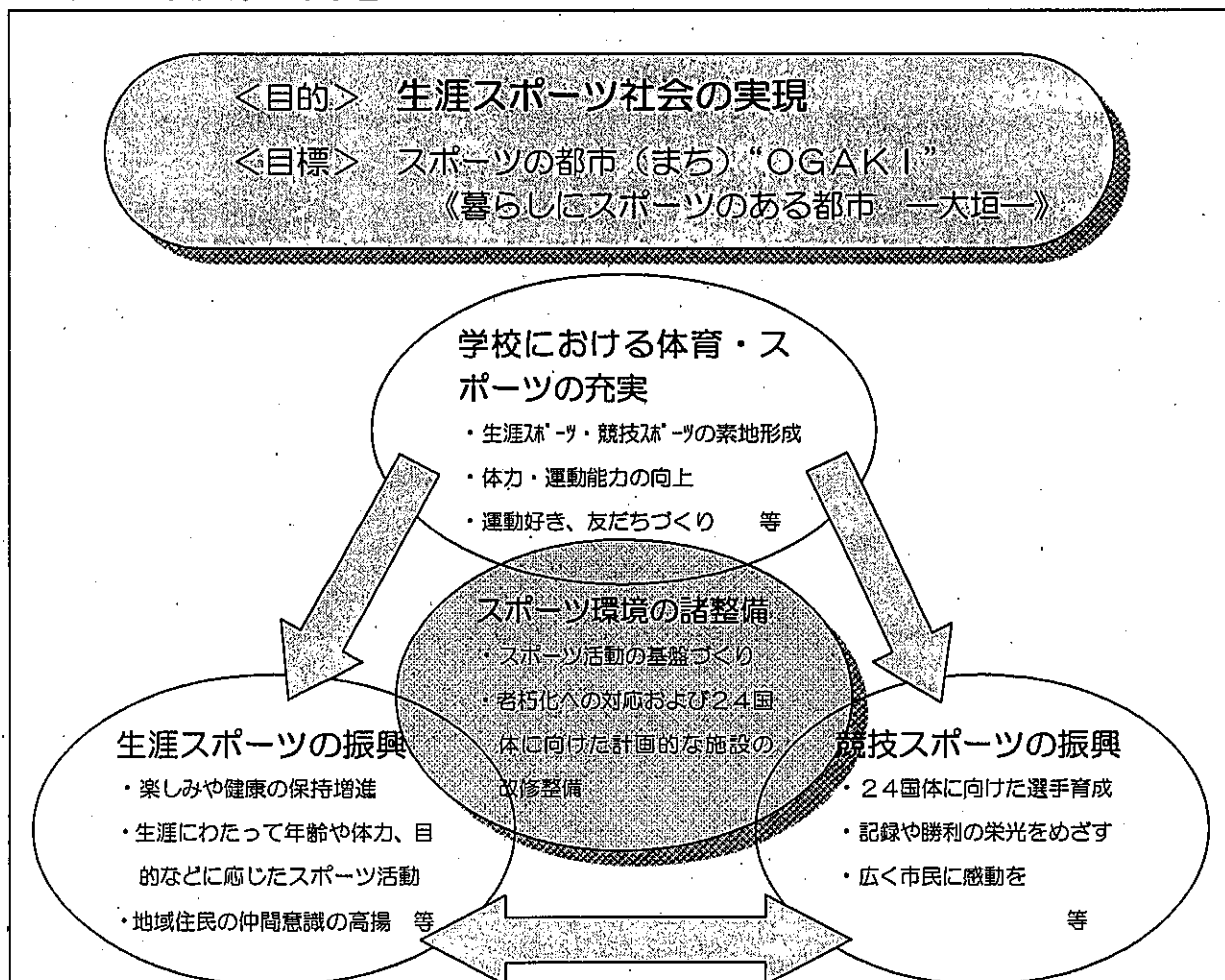 <目的> 生涯スポーツ社会の実現
<目標> スポーツの都市（まち）“OGAKI”
《暮らしにスポーツのある都市 ―大垣―》
学校における体育・ス
ポーツの充実
・生涯ｽﾎﾟｰﾂ・競技ｽﾎﾟｰﾂの素地形成
・体力・運動能力の向上
・運動好き、友だちづくり 等
スポーツ環境の諸整備
・スポーツ活動の基盤づくり
・老朽化への対応および２４国
体に向けた計画的な施設の
改修整備
生涯スポーツの振興
・楽しみや健康の保持増進
・生涯にわたって年齢や体力、目
的などに応じたスポーツ活動
・地域住民の仲間意識の高揚 等
競技スポーツの振興
・２４国体に向けた選手育成
・記録や勝利の栄光をめざす
・広く市民に感動を
等